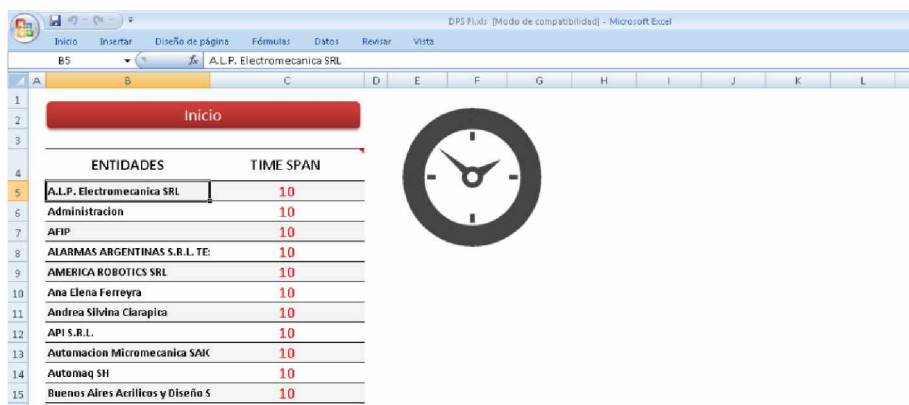 DPS Fi.xls [Modo de compatibilidad] - Microsoft Excel
Inicio Insertar Diseño de página Fórmulas Datos Revisar Vista
B5 fx A.L.P. Electromecanica SRL
A B C D E F G H I J K L
1
2 Inicio
3
4 ENTIDADES TIME SPAN
5 A.L.P. Electromecanica SRL 10
6 Administracion 10
7 AFIP 10
8 ALARMAS ARGENTINAS S.R.L. TE 10
9 AMERICA ROBOTICS SRL 10
10 Ana Elena Ferreyra 10
11 Andrea Silvina Ciarapica 10
12 API S.R.L. 10
13 Automacion Micromecanica SAIC 10
14 Automaq SH 10
15 Buenos Aires Acrilicos y Diseño S 10